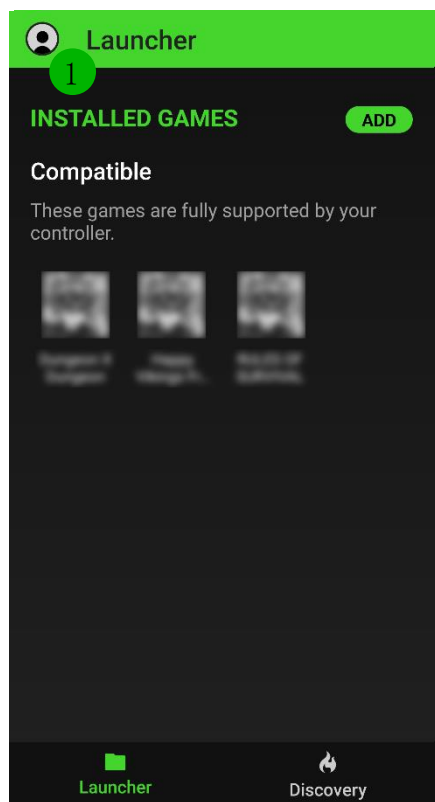 Launcher
1
INSTALLED GAMES
ADD
Compatible
These games are fully supported by your
controller.
Launcher
Discovery